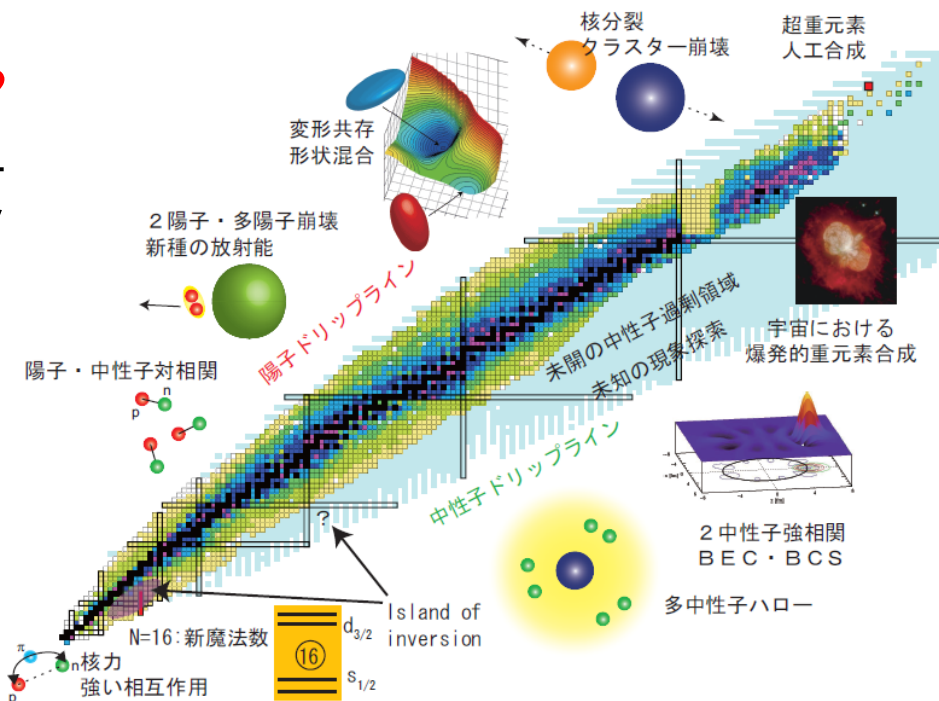 核分裂
クラスター崩壊
超重元素
人工合成
変形共存
形状混合
2陽子・多陽子崩壊
新種の放射能
陽子ドリップライン
未開の中性子過剰領域
未知の現象探索
宇宙における
爆発的重元素合成
陽子・中性子対相関
n
p
中性子ドリップライン
?
2中性子強相関
BEC・BCS
多中性子ハロー
Island of
inversion
N=16:新魔法数
d3/2
16
s1/2
π
n
p
核力
強い相互作用